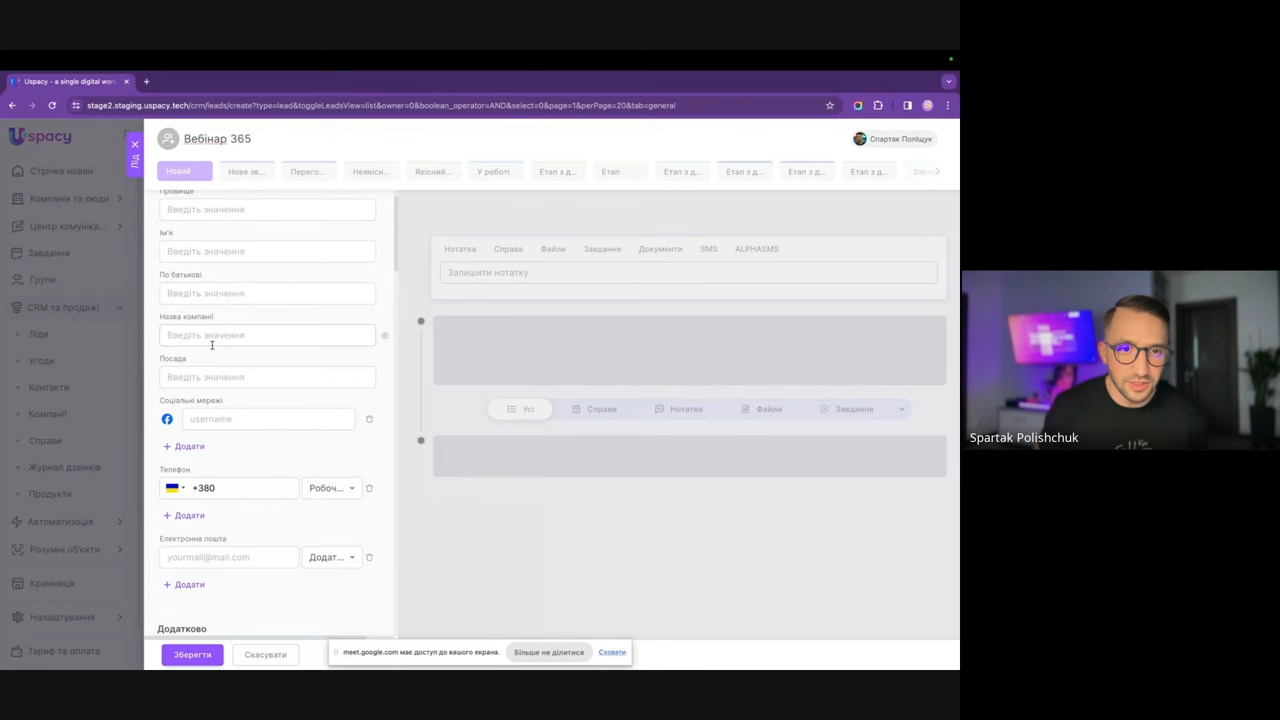 Uspacy - a single digital worl
stage2.staging.uspacy.tech/crm/leads/create?type=lead&toggleLeadsView=list&owner=0&boolean_operator=AND&select=0&page=1&perPage=20&tab=general
Uspacy
Стрічка новин
Компанія та люди
Центр комуніка...
Завдання
Групи
CRM та продажі
Ліди
Угоди
Контакти
Компанії
Справи
Журнал дзвінків
Продукти
Автоматизація
Розумні об'єкти
Крамниця
Налаштування
Тариф та оплата
Лід
Вебінар 365
Спартак Поліщук
Новий
Нове зв...
Перего...
Неякісн...
Якісний...
У роботі
Етап з д...
Етап
Етап з д...
Етап з д...
Етап з д...
Етап з д...
Прізвище
Введіть значення
Ім'я
Введіть значення
По батькові
Введіть значення
Назва компанії
Введіть значення
Посада
Введіть значення
Соціальні мережі
username
+ Додати
Телефон
+380
Робоч...
+ Додати
Електронна пошта
yourmail@mail.com
Додат...
+ Додати
Додатково
Зберегти
Скасувати
Нотатка
Справа
Файли
Завдання
Документи
SMS
ALPHASMS
Залишити нотатку
Усі
Справи
Нотатки
Файли
Завдання
meet.google.com має доступ до вашого екрана.
Більше не ділитися
Сховати
Spartak Polishchuk